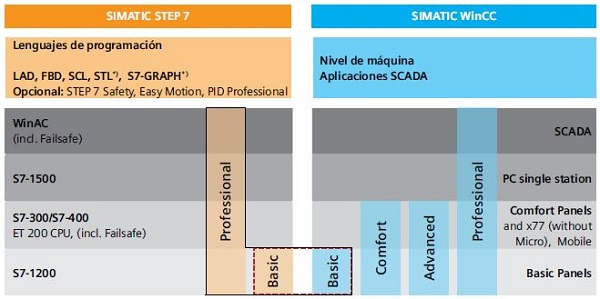 SIMATIC STEP 7
Lenguajes de programación
LAD, FBD, SCL, STL*), S7-GRAPH*)
Opcional: STEP 7 Safety, Easy Motion, PID Professional
WinAC
(incl. Failsafe)
S7-1500
S7-300/S7-400
ET 200 CPU, (incl. Failsafe)
S7-1200
Professional
Basic
SIMATIC WinCC
Nivel de máquina
Aplicaciones SCADA
Basic
Comfort
Advanced
Professional
SCADA
PC single station
Comfort Panels
and x77 (without
Micro), Mobile
Basic Panels